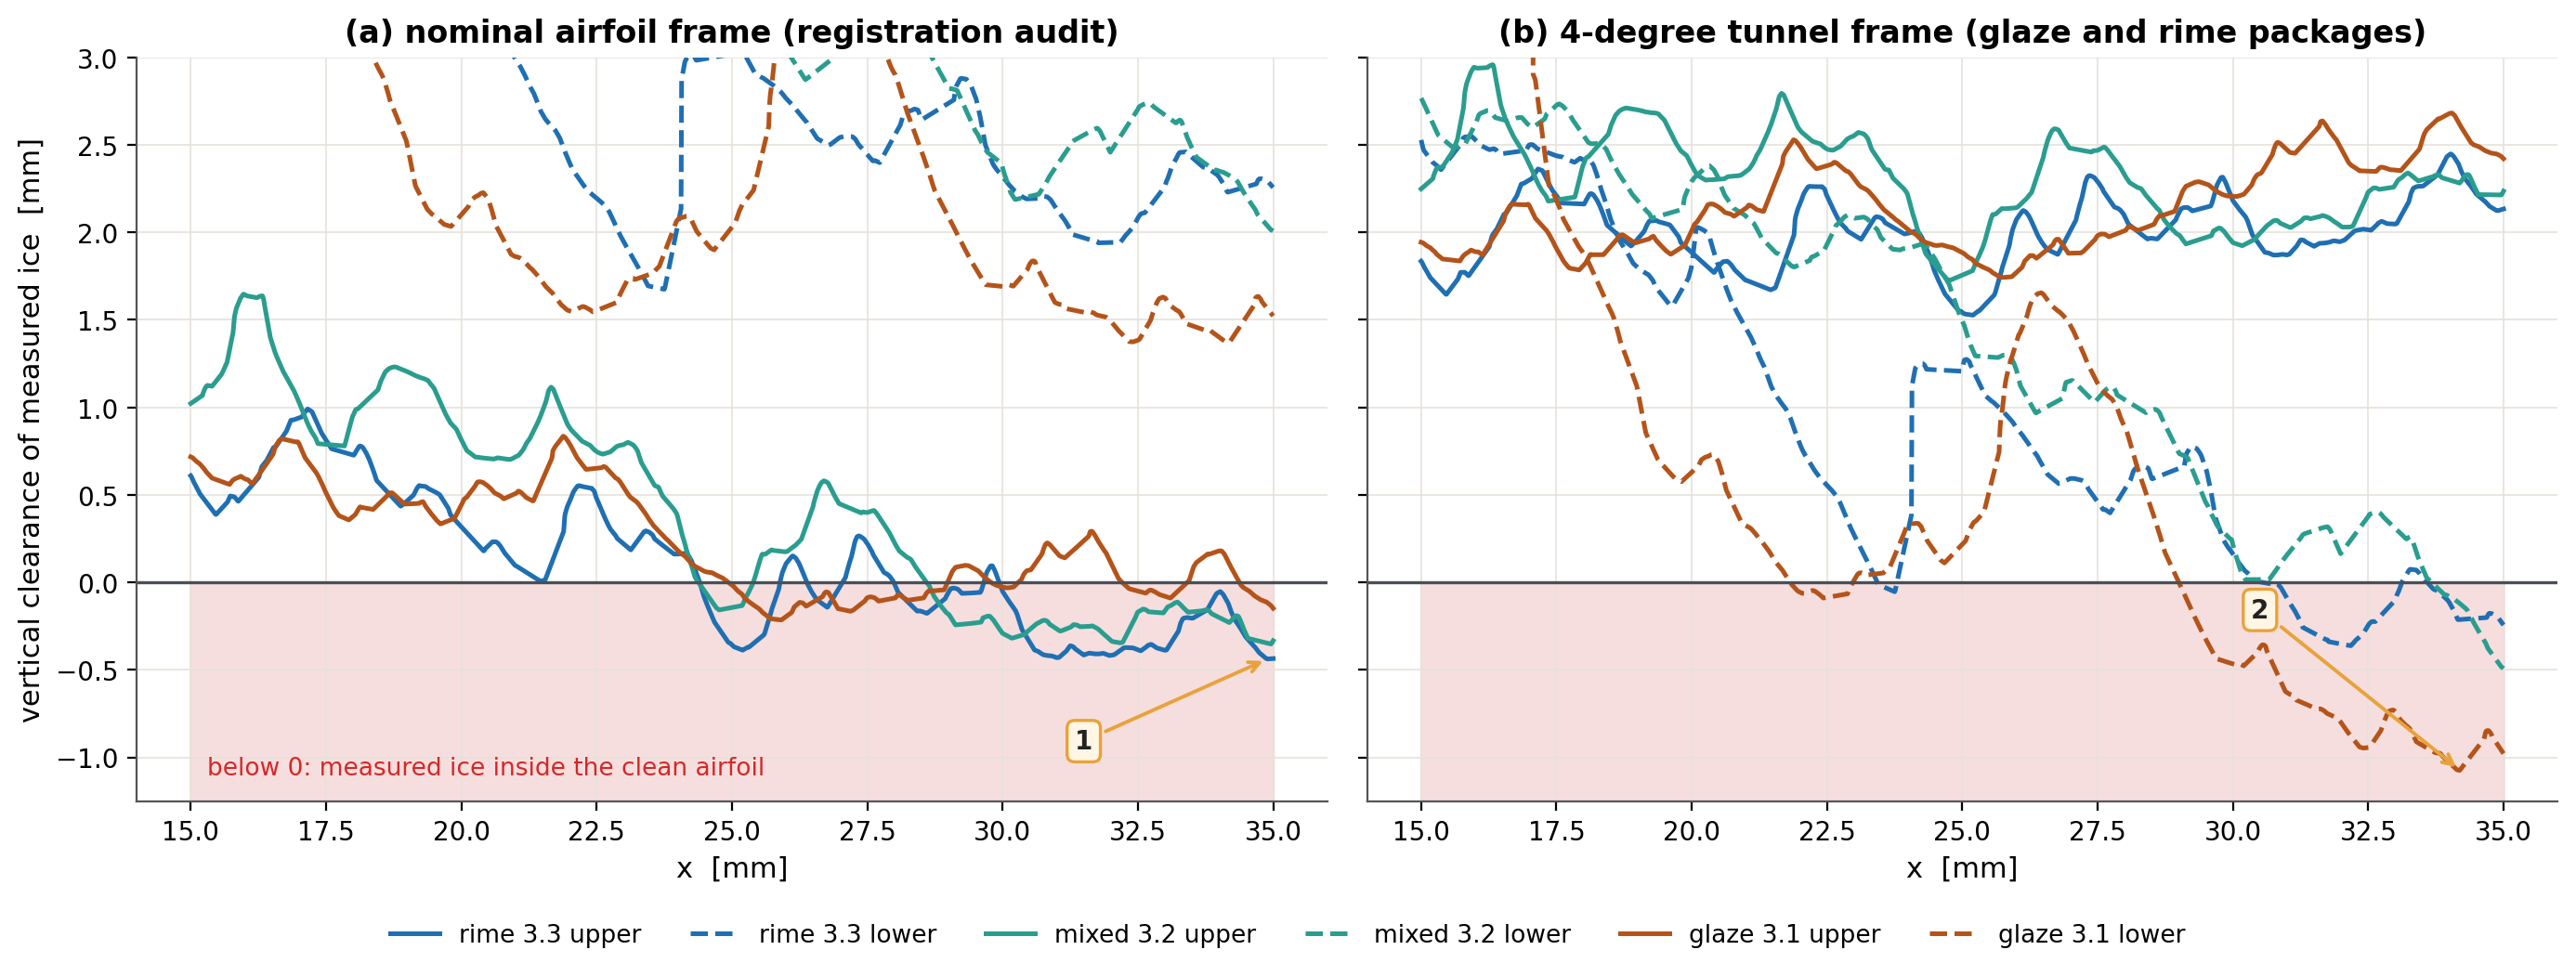 (a) nominal airfoil frame (registration audit)
(b) 4-degree tunnel frame (glaze and rime packages)
vertical clearance of measured ice [mm]
3.0
2.5
2.0
1.5
1.0
0.5
0.0
−0.5
−1.0
1
2
below 0: measured ice inside the clean airfoil
15.0 17.5 20.0 22.5 25.0 27.5 30.0 32.5 35.0
15.0 17.5 20.0 22.5 25.0 27.5 30.0 32.5 35.0
x [mm]
x [mm]
rime 3.3 upper rime 3.3 lower mixed 3.2 upper mixed 3.2 lower glaze 3.1 upper glaze 3.1 lower